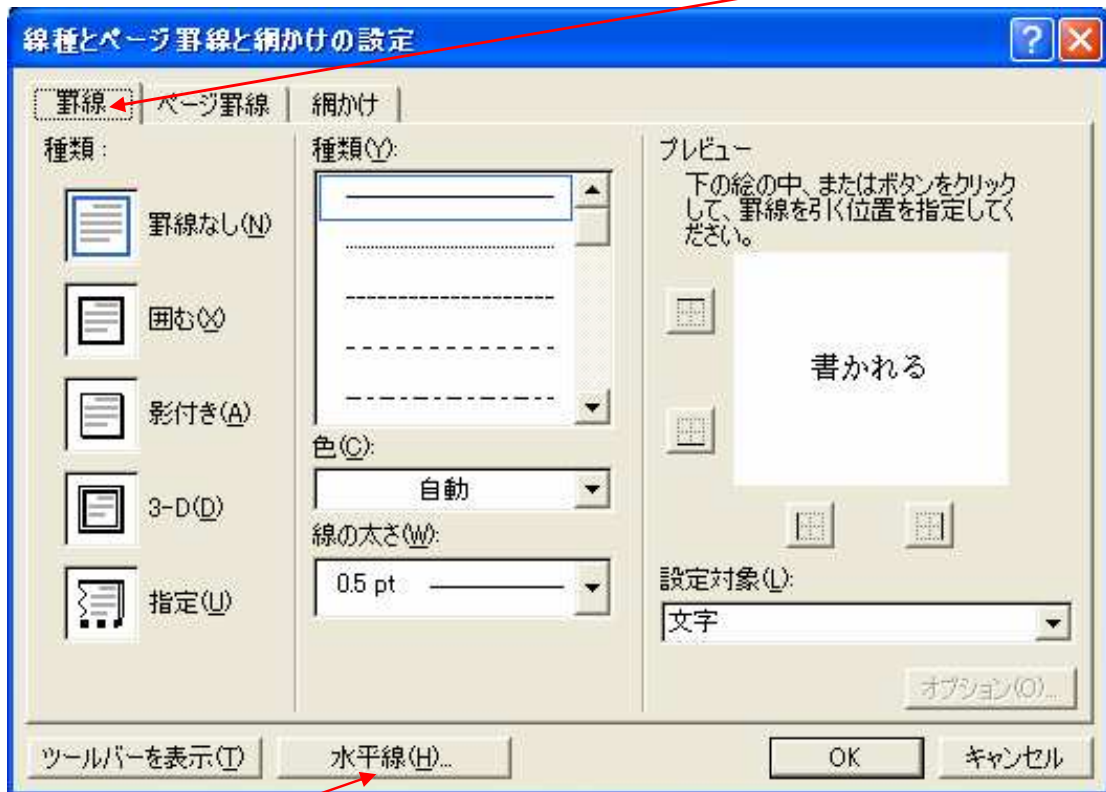 線種とページ罫線と網かけの設定
罫線 ページ罫線 網かけ
種類:
罫線なし(N)
囲む(X)
影付き(A)
3-D(D)
指定(U)
種類(Y):
色(C):
自動
線の太さ(W):
0.5 pt
プレビュー
下の絵の中、またはボタンをクリック
して、罫線を引く位置を指定してく
ださい。
書かれる
設定対象(L):
文字
オプション(O)...
ツールバーを表示(T) 水平線(H)... OK キャンセル